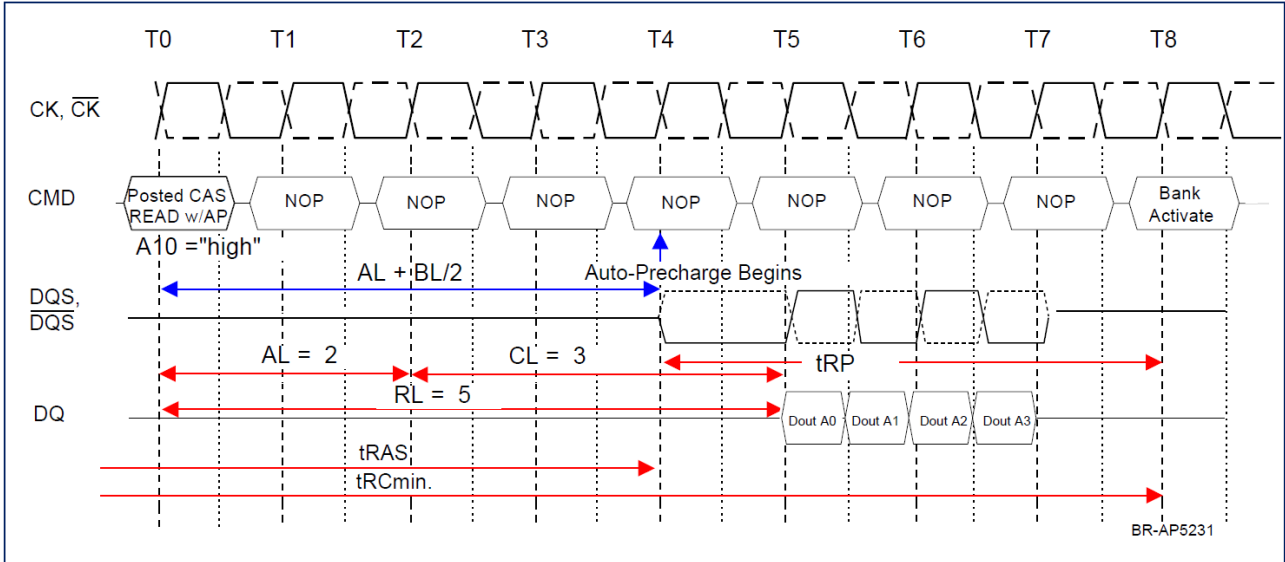 T0 T1 T2 T3 T4 T5 T6 T7 T8
CK, CK
CMD
Posted CAS
READ w/AP
NOP NOP NOP NOP NOP NOP NOP
Bank
Activate
A10 ="high"
AL + BL/2
Auto-Precharge Begins
DQS,
DQS
AL = 2
CL = 3
tRP
RL = 5
DQ
Dout A0 Dout A1 Dout A2 Dout A3
tRAS
tRCmin.
BR-AP5231